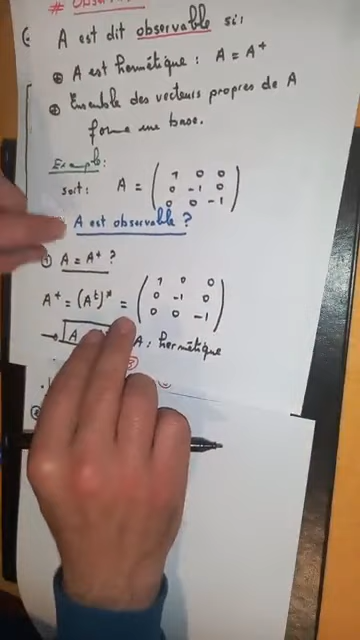 # Observable
A est dit observable si:
① A est hermétique : A = A⁺
② Ensemble des vecteurs propres de A
forme une base.
Exemple:
soit: A = ( 1 0 0
0 -1 0
0 0 -1 )
A est observable ?
① A = A⁺ ?
A⁺ = (Aᵗ)* = ( 1 0 0
0 -1 0
0 0 -1 )
→ A A: hermétique